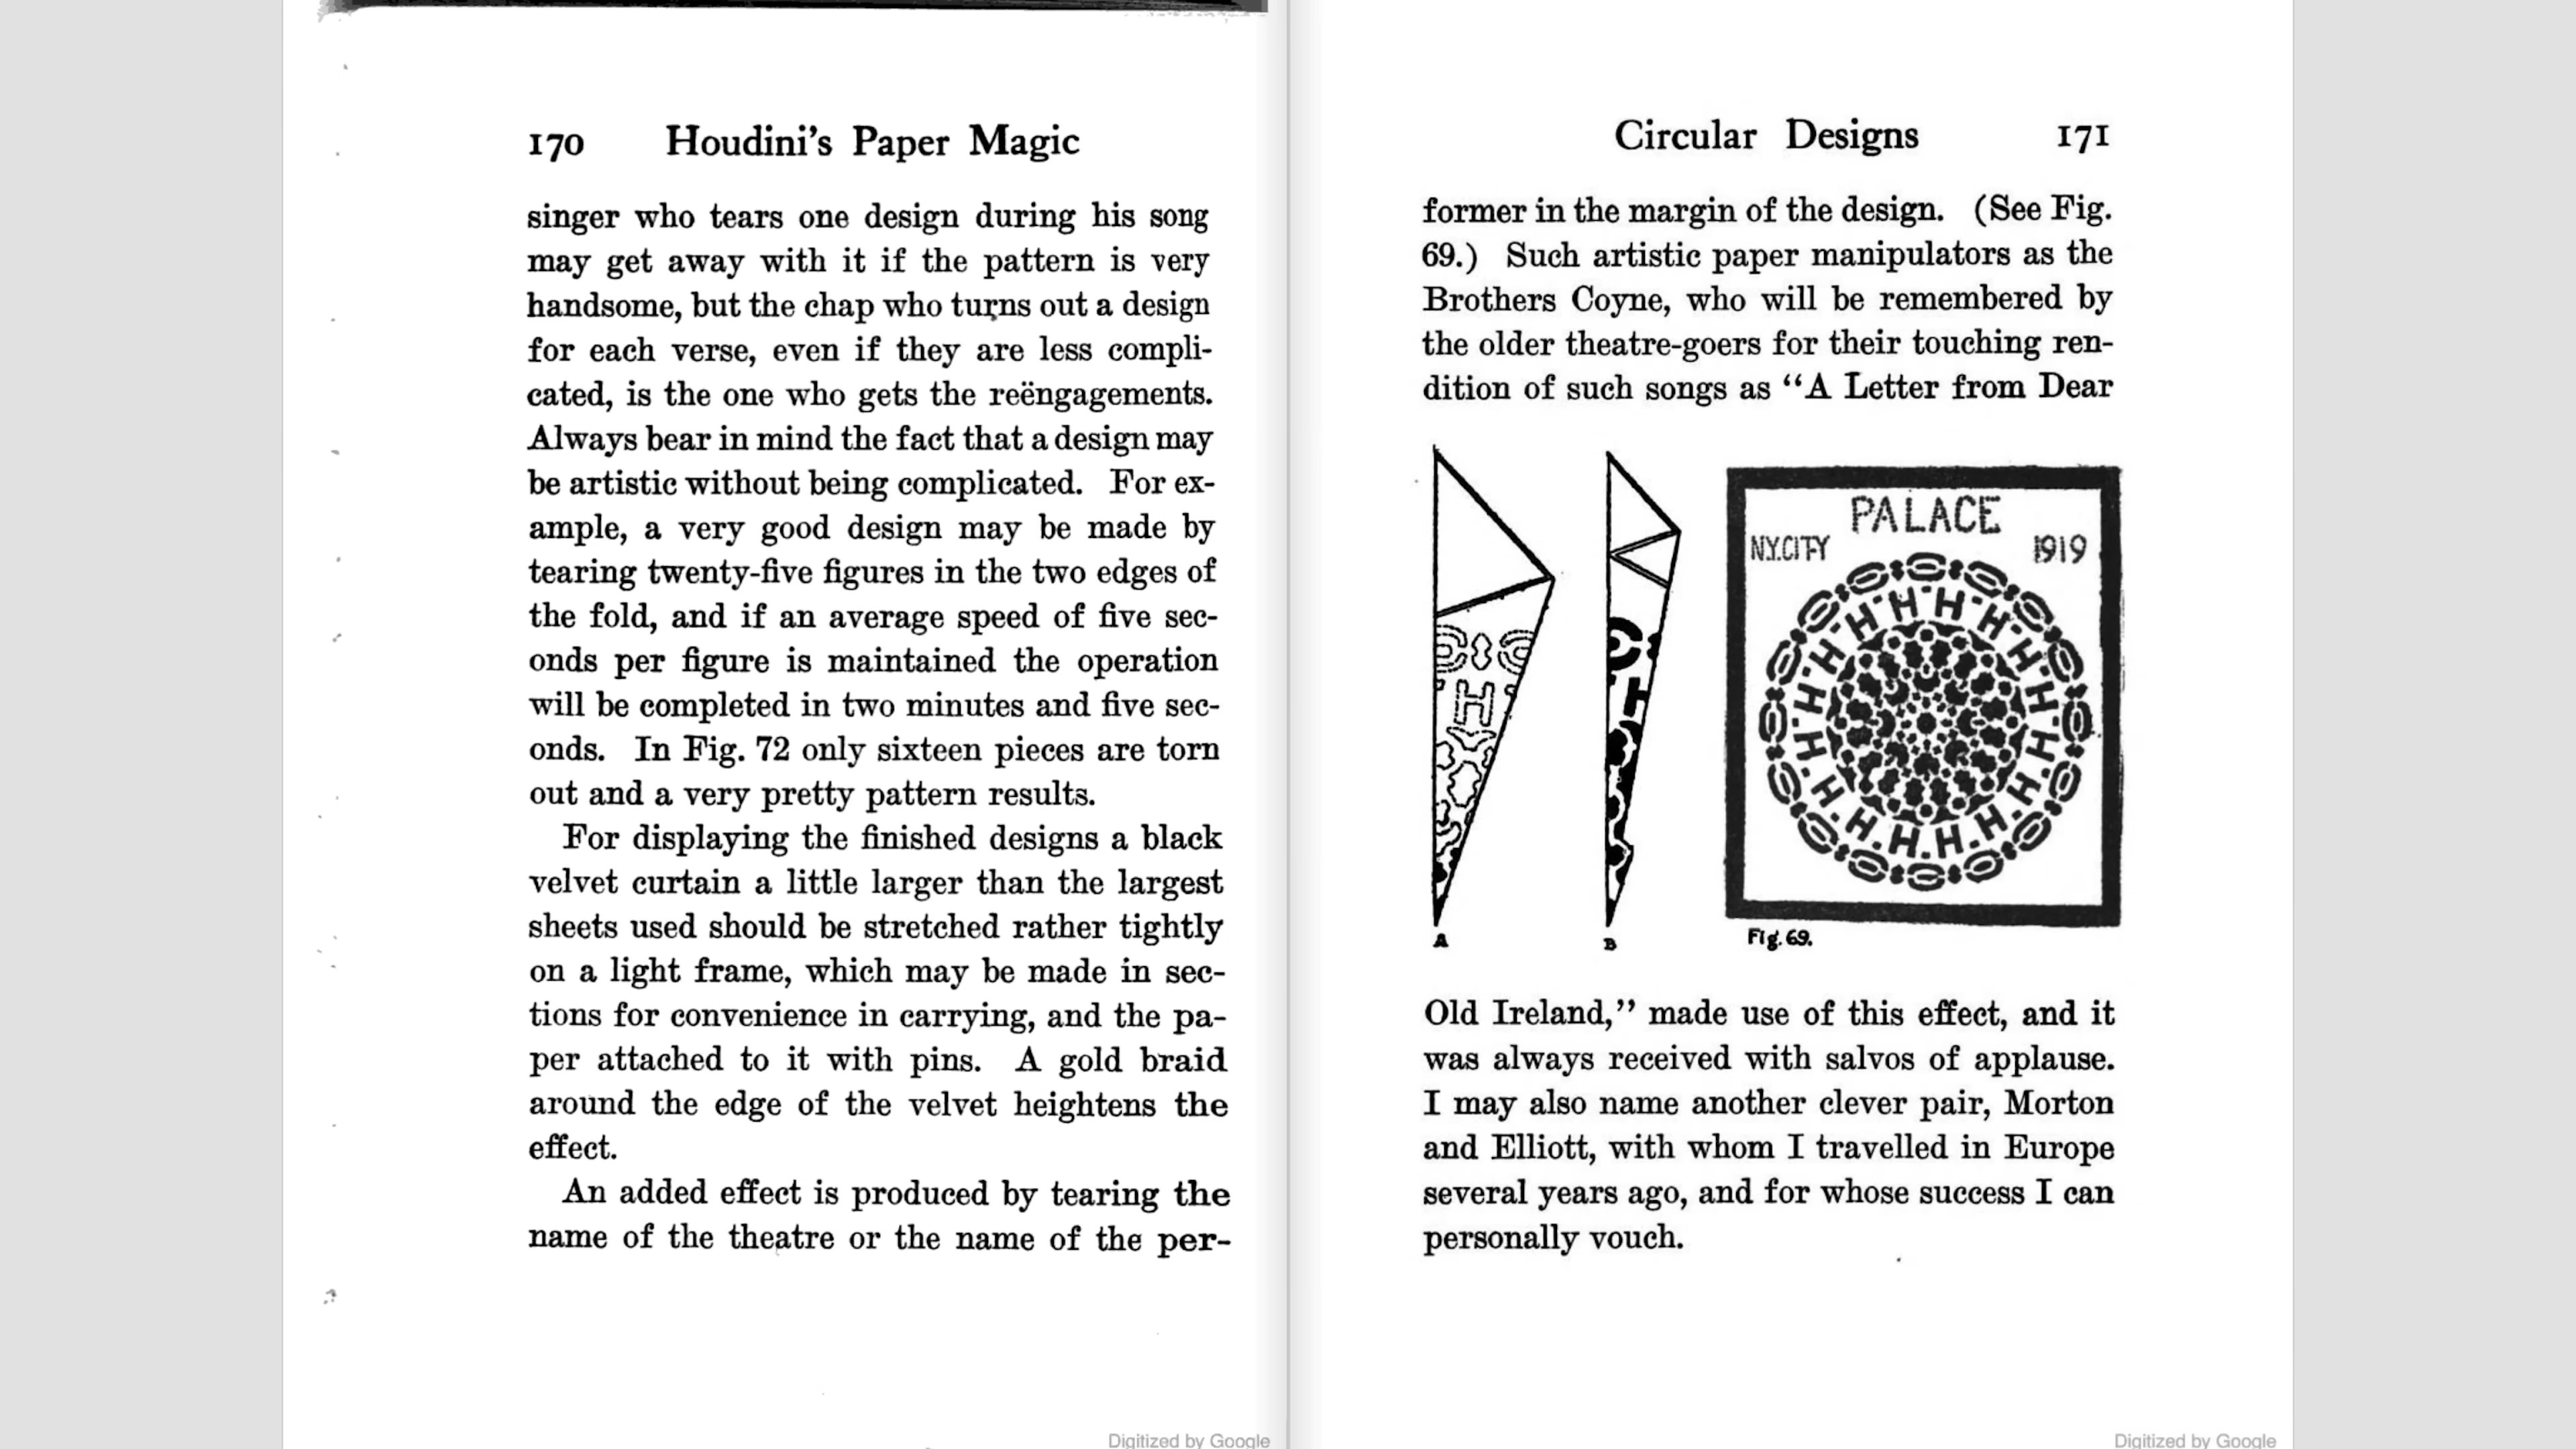 170 Houdini's Paper Magic
singer who tears one design during his song
may get away with it if the pattern is very
handsome, but the chap who turns out a design
for each verse, even if they are less compli-
cated, is the one who gets the reëngagements.
Always bear in mind the fact that a design may
be artistic without being complicated. For ex-
ample, a very good design may be made by
tearing twenty-five figures in the two edges of
the fold, and if an average speed of five sec-
onds per figure is maintained the operation
will be completed in two minutes and five sec-
onds. In Fig. 72 only sixteen pieces are torn
out and a very pretty pattern results.
For displaying the finished designs a black
velvet curtain a little larger than the largest
sheets used should be stretched rather tightly
on a light frame, which may be made in sec-
tions for convenience in carrying, and the pa-
per attached to it with pins. A gold braid
around the edge of the velvet heightens the
effect.
An added effect is produced by tearing the
name of the theatre or the name of the per-
Digitized by Google
Circular Designs 171
former in the margin of the design. (See Fig.
69.) Such artistic paper manipulators as the
Brothers Coyne, who will be remembered by
the older theatre-goers for their touching ren-
dition of such songs as "A Letter from Dear
PALACE
N.Y.CITY 1919
H H H H H H H H H H H H H H H H
H
H
A
B
Fig. 69.
Old Ireland," made use of this effect, and it
was always received with salvos of applause.
I may also name another clever pair, Morton
and Elliott, with whom I travelled in Europe
several years ago, and for whose success I can
personally vouch.
Digitized by Google